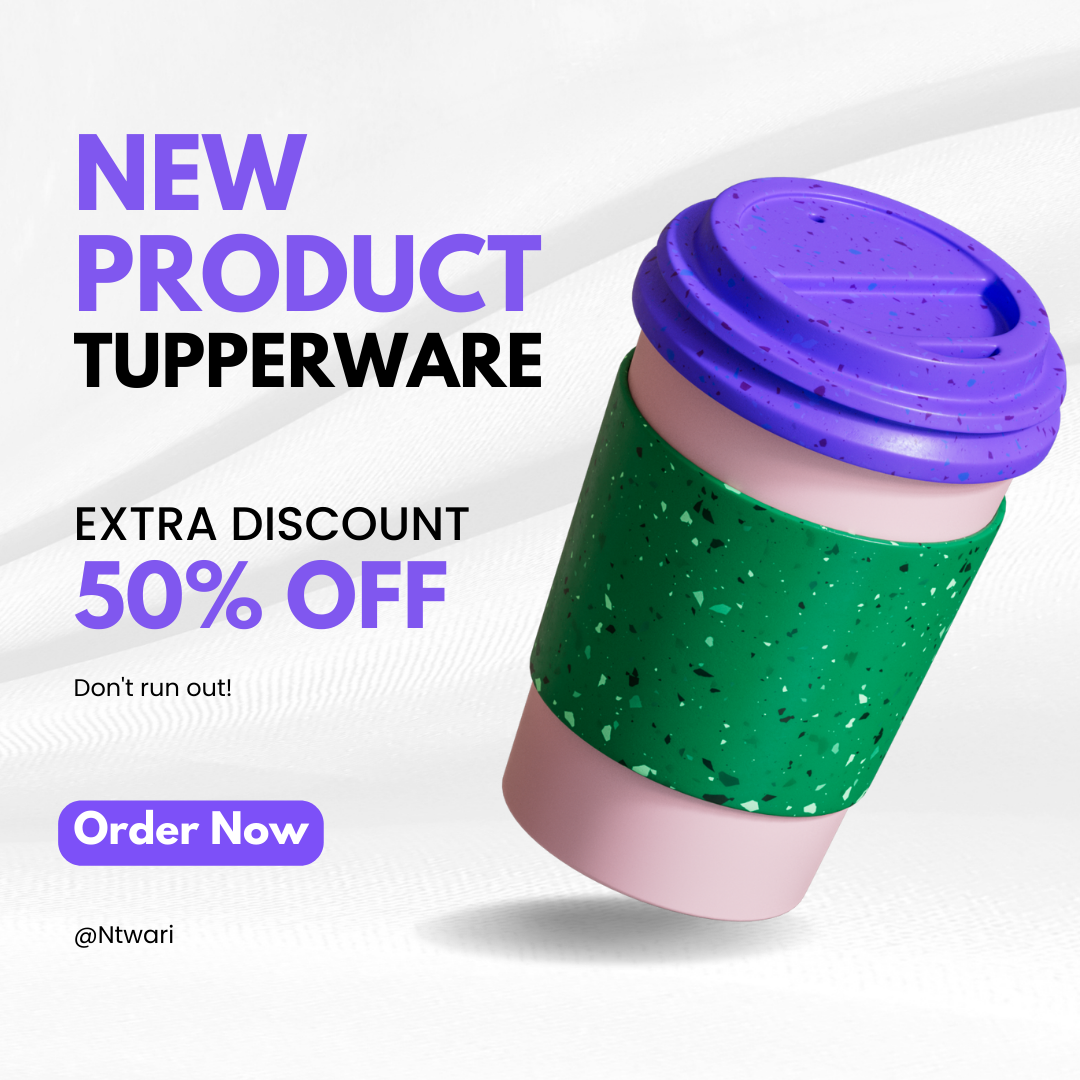 NEW
PRODUCT
TUPPERWARE
EXTRA DISCOUNT
50% OFF
Don't run out!
Order Now
@Ntwari